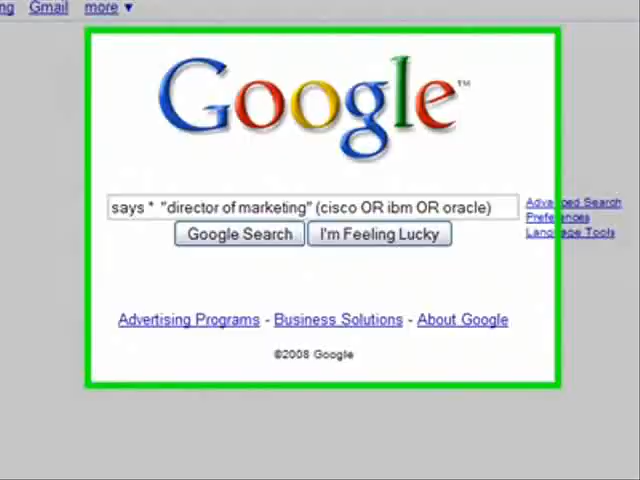 Gmail more ▼
Google™
says * "director of marketing" (cisco OR ibm OR oracle)
Advanced Search
Preferences
Language Tools
Google Search I'm Feeling Lucky
Advertising Programs - Business Solutions - About Google
©2008 Google